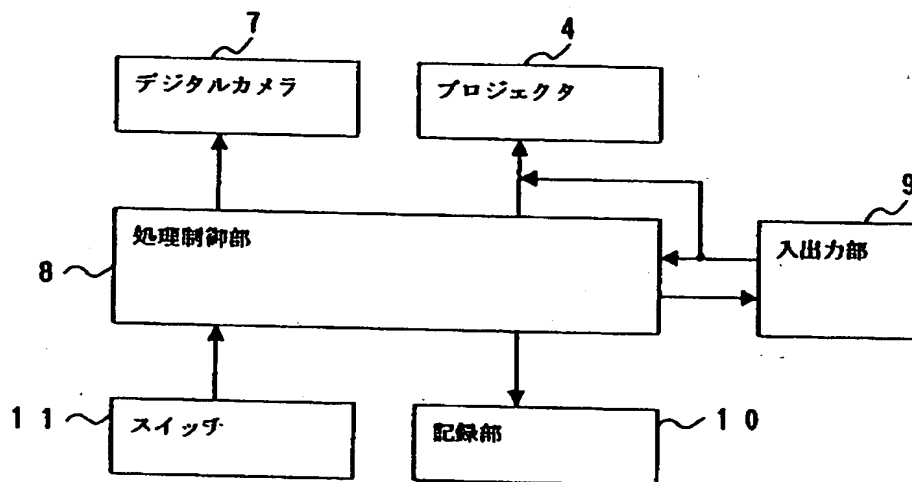 7
デジタルカメラ
4
プロジェクタ
9
入出力部
処理制御部
8
スイッチ
11
記録部
10